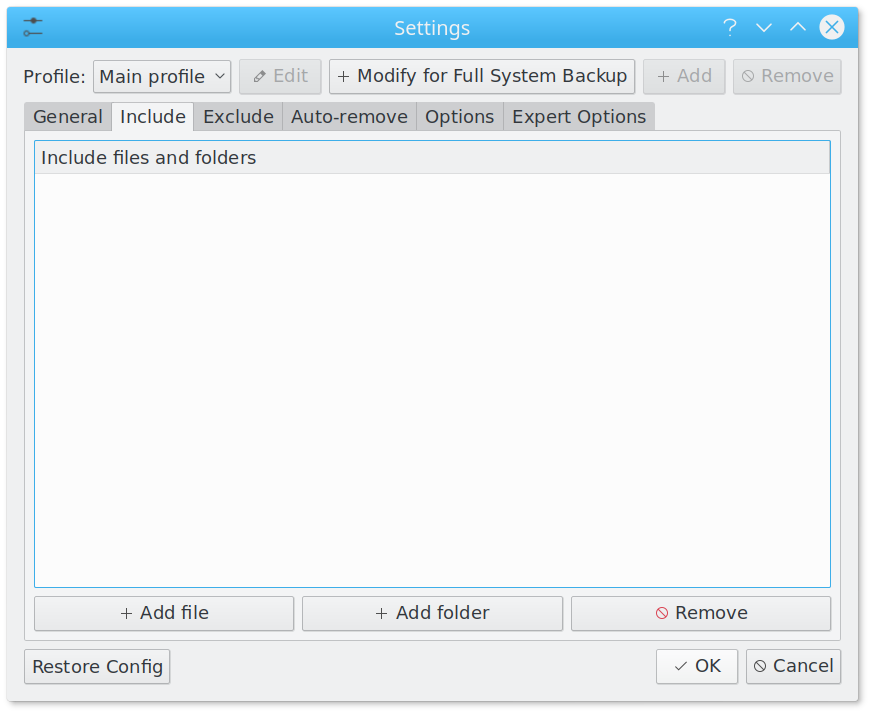 Settings
Profile: Main profile Edit + Modify for Full System Backup + Add Remove
General Include Exclude Auto-remove Options Expert Options
Include files and folders
+ Add file + Add folder Remove
Restore Config OK Cancel